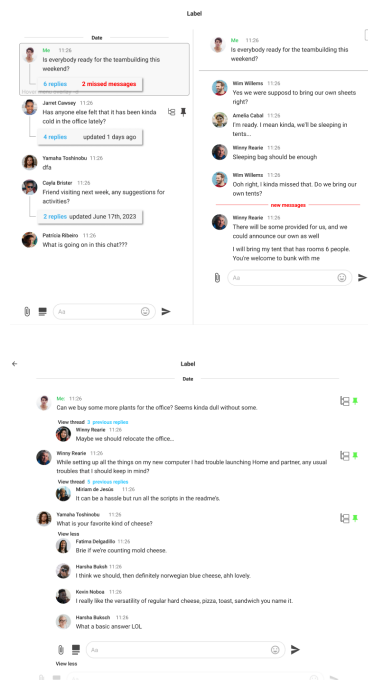 Label
Date
Me 11:26
Is everybody ready for the teambuilding this
weekend?
6 replies 2 missed messages
Jarret Cawsey 11:26
Has anyone else felt that it has been kinda
cold in the office lately?
4 replies updated 1 days ago
Yamaha Toshinobu 11:26
dfa
Cayla Brister 11:26
Friend visiting next week, any suggestions for
activities?
2 replies updated June 17th, 2023
Patricia Ribeiro 11:26
What is going on in this chat???
Aa
Me 11:26
Is everybody ready for the teambuilding this
weekend?
Wim Willems 11:26
Yes we were supposd to bring our own sheets
right?
Amelia Cabal 11:26
I'm ready. I mean kinda, we'll be sleeping in
tents...
Winny Rearie 11:26
Sleeping bag should be enough
Wim Willems 11:26
Ooh right, I kinda missed that. Do we bring our
own tents?
new messages
Winny Rearie 11:26
There will be some provided for us, and we
could announce our own as well
I will bring my tent that has rooms 6 people.
You're welcome to bunk with me
Aa
Label
Date
Me 11:26
Can we buy some more plants for the office? Seems kinda dull without some.
View thread 3 previous replies
Winny Rearie 11:26
Maybe we should relocate the office...
Winny Rearie 11:26
While setting up all the things on my new computer I had trouble launching Home and partner, any usual
troubles that I should keep in mind?
View thread 5 previous replies
Miriam de Jesús 11:26
It can be a hassle but run all the scripts in the readme's.
Yamaha Toshinobu 11:26
What is your favorite kind of cheese?
View less
Fatima Delgadillo 11:26
Brie if we're counting mold cheese.
Harsha Buksh 11:26
I think we should, then definitely norwegian blue cheese, ahh lovely.
Kevin Noboa 11:26
I really like the versatility of regular hard cheese, pizza, toast, sandwich you name it.
Harsha Buksch 11:26
What a basic answer LOL
Aa
View less
Aa